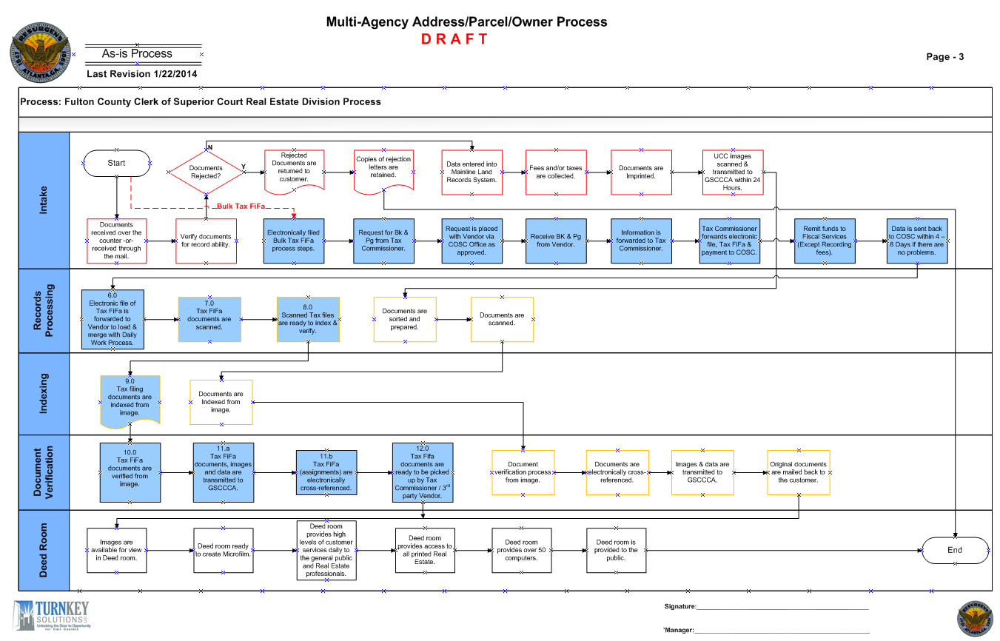 Multi-Agency Address/Parcel/Owner Process
D R A F T
RESURGENS
1847 1865
ATLANTA,GA.
As-is Process
Last Revision 1/22/2014
Page - 3
Process: Fulton County Clerk of Superior Court Real Estate Division Process
Intake
Start
Documents
Rejected?
N
Y
Rejected
Documents are
returned to
customer.
Copies of rejection
letters are
retained.
Data entered into
Mainline Land
Records System.
Fees and/or taxes
are collected.
Documents are
Imprinted.
UCC images
scanned &
transmitted to
GSCCCA within 24
Hours.
Bulk Tax FiFa
Documents
received over the
counter -or-
received through
the mail.
Verify documents
for record ability.
Electronically filed
Bulk Tax FiFa
process steps.
Request for Bk &
Pg from Tax
Commissioner.
Request is placed
with Vendor via
COSC Office as
approved.
Receive BK & Pg
from Vendor.
Information is
forwarded to Tax
Commissioner.
Tax Commissioner
forwards electronic
file, Tax FiFa &
payment to COSC.
Remit funds to
Fiscal Services
(Except Recording
fees).
Data is sent back
to COSC within 4 –
8 Days if there are
no problems.
Records
Processing
6.0
Electronic file of
Tax FiFa is
forwarded to
Vendor to load &
merge with Daily
Work Process.
7.0
Tax FIFa
documents are
scanned.
8.0
Scanned Tax files
are ready to index &
verify.
Documents are
sorted and
prepared.
Documents are
scanned.
Indexing
9.0
Tax filing
documents are
indexed from
image.
Documents are
Indexed from
image.
Document
Verification
10.0
Tax FiFa
documents are
verified from
image.
11.a
Tax FiFa
documents, images
and data are
transmitted to
GSCCCA.
11.b
Tax FiFa
(assignments) are
electronically
cross-referenced.
12.0
Tax Fifa
documents are
ready to be picked
up by Tax
Commissioner / 3rd
party Vendor.
Document
verification process
from image.
Documents are
electronically cross-
referenced.
Images & data are
transmitted to
GSCCCA.
Original documents
are mailed back to
the customer.
Deed Room
Images are
available for view
in Deed room.
Deed room ready
to create Microfilm.
Deed room
provides high
levels of customer
services daily to
the general public
and Real Estate
professionals.
Deed room
provides access to
all printed Real
Estate.
Deed room
provides over 50
computers.
Deed room is
provided to the
public.
End
TURNKEY
SOLUTIONS LLC
Unlocking the Door to Opportunity
for Call Centers
Signature:
'Manager:
RESURGENS
ATLANTA,GA.